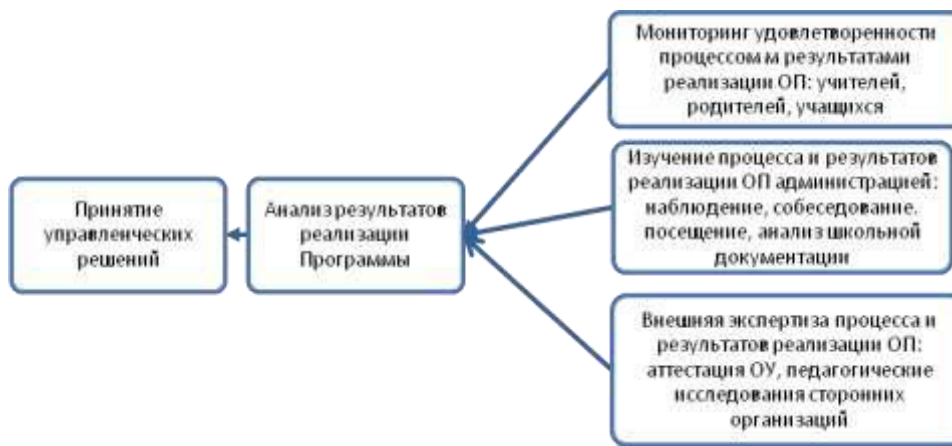 Мониторинг удовлетворенности
процессом м результатами
реализации ОП: учителей,
родителей, учащихся
Изучение процесса и результатов
реализации ОП администрацией:
наблюдение, собеседование,
посещение, анализ школьной
документации
Принятие
управленческих
решений
Анализ результатов
реализации
Программы
Внешняя экспертиза процесса и
результатов реализации ОП:
аттестация ОУ, педагогические
исследования сторонних
организаций